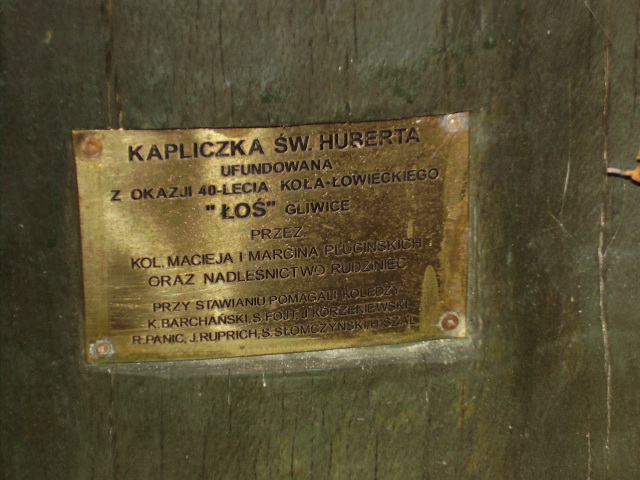 KAPLICZKA ŚW. HUBERTA
UFUNDOWANA
Z OKAZJI 40-LECIA KOŁA-ŁOWIECKIEGO
"ŁOŚ" GLIWICE
PRZEZ:
KOL. MACIEJA I MARCINA PLUCIŃSKICH
ORAZ NADLEŚNICTWO RUDZINIEC
PRZY STAWIANIU POMAGALI KOLEDZY:
K.BARCHAŃSKI, S.FOJT, J.KORZENIEWSKI,
R.PANIC, J.RUPRICH, S.SŁOMCZYŃSKI,